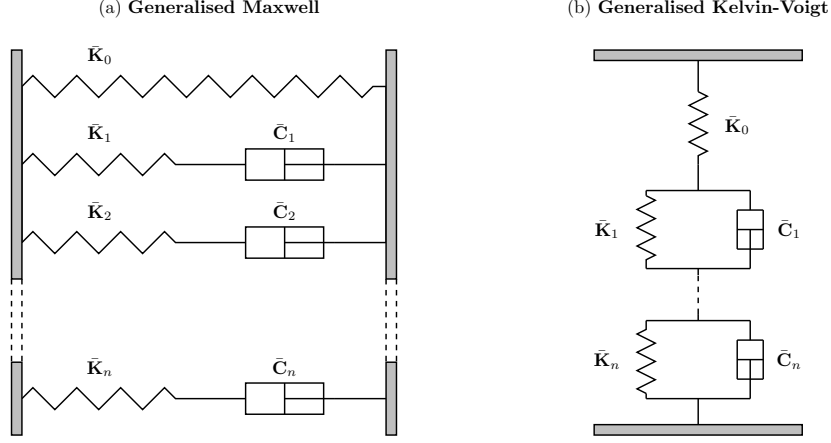 (a) Generalised Maxwell
K̄₀
K̄₁ C̄₁
K̄₂ C̄₂
K̄ₙ C̄ₙ
(b) Generalised Kelvin-Voigt
K̄₀
K̄₁ C̄₁
K̄ₙ C̄ₙ